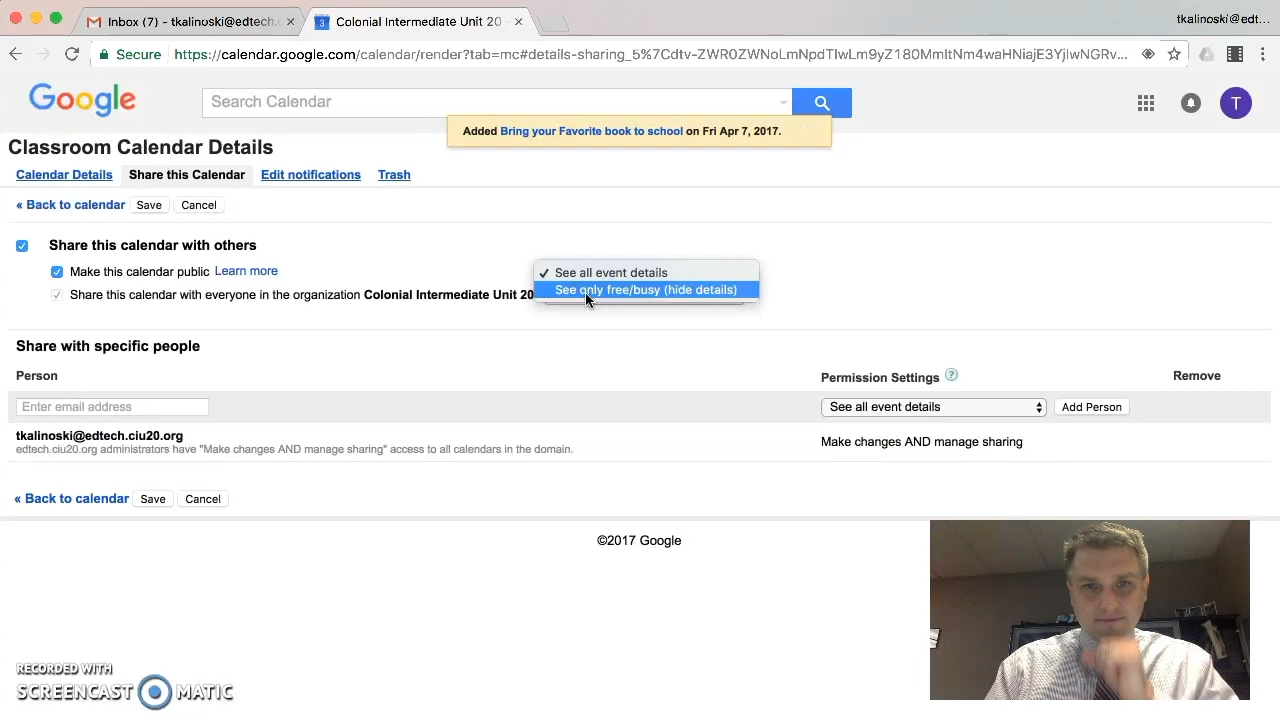 Inbox (7) - tkalinoski@edtech.c
Colonial Intermediate Unit 20
tkalinoski@edt...
Secure
https://calendar.google.com/calendar/render?tab=mc#details-sharing_5%7Cdtv-
Google
Search Calendar
T
Added Bring your Favorite book to school on Fri Apr 7, 2017.
Classroom Calendar Details
Calendar Details
Share this Calendar
Edit notifications
Trash
« Back to calendar
Save
Cancel
Share this calendar with others
Make this calendar public Learn more
See all event details
Share this calendar with everyone in the organization Colonial Intermediate Unit 20
See only free/busy (hide details)
Share with specific people
Person
Permission Settings ?
Remove
Enter email address
See all event details
Add Person
tkalinoski@edtech.ciu20.org
edtech.ciu20.org administrators have "Make changes AND manage sharing" access to all calendars in the domain.
Make changes AND manage sharing
« Back to calendar
Save
Cancel
©2017 Google
RECORDED WITH
SCREENCAST MATIC